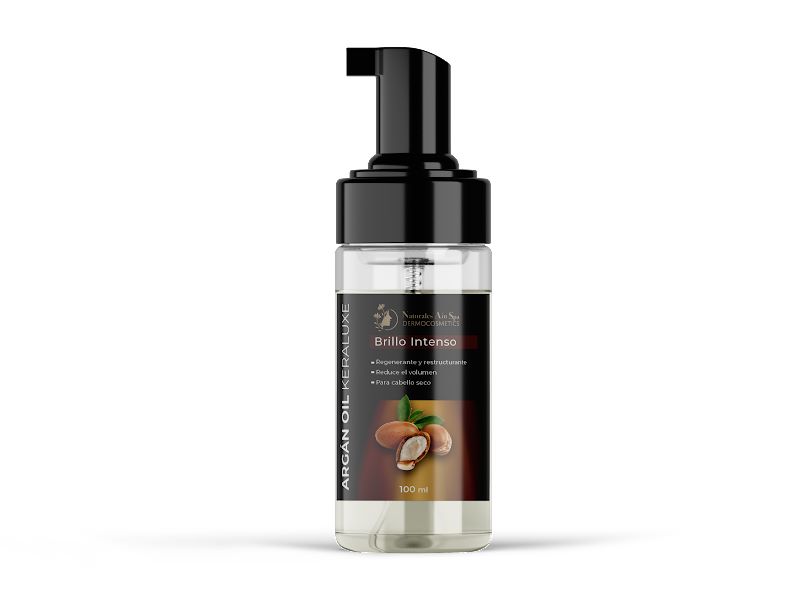 Naturales Ain Spa
DERMOCOSMETICS
Brillo Intenso
Regenerante y restructurante
Reduce el volumen
Para cabello seco
ARGÁN OIL KERALUXE
100 ml